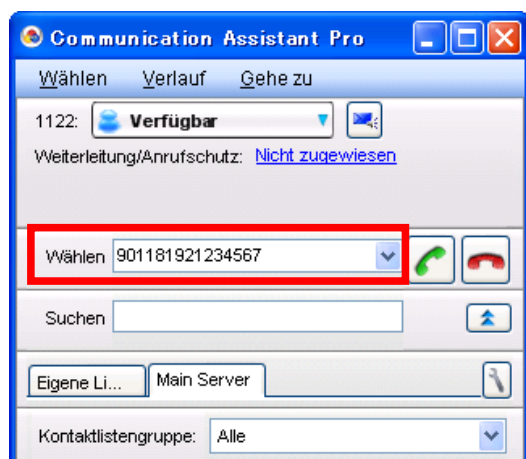 Communication Assistant Pro
Wählen Verlauf Gehe zu
1122: Verfügbar
Weiterleitung/Anrufschutz: Nicht zugewiesen
Wählen 901181921234567
Suchen
Eigene Li... Main Server
Kontaktlistengruppe: Alle